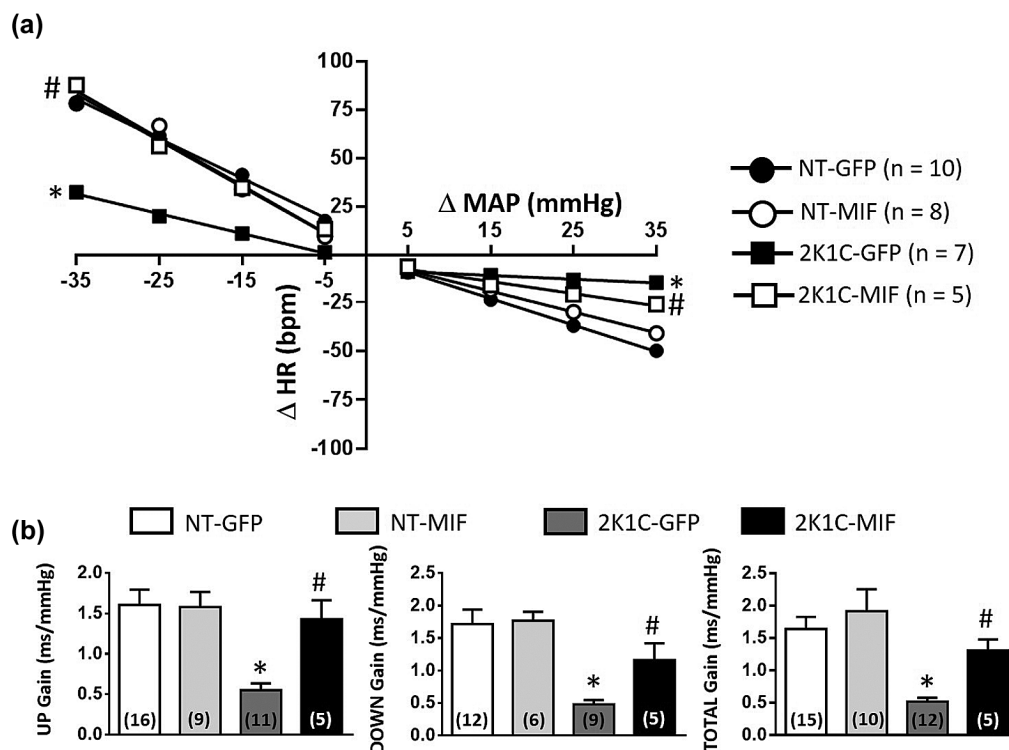 (a)
100
75
50
25
-25
-50
-75
-100
Δ HR (bpm)
Δ MAP (mmHg)
-35 -25 -15 -5
5 15 25 35
#
*
*
#
NT-GFP (n = 10)
NT-MIF (n = 8)
2K1C-GFP (n = 7)
2K1C-MIF (n = 5)
(b)
NT-GFP NT-MIF 2K1C-GFP 2K1C-MIF
UP Gain (ms/mmHg)
2.0
1.5
1.0
0.5
0.0
#
*
(16) (9) (11) (5)
DOWN Gain (ms/mmHg)
2.5
2.0
1.5
1.0
0.5
0.0
#
*
(12) (6) (9) (5)
TOTAL Gain (ms/mmHg)
2.5
2.0
1.5
1.0
0.5
0.0
#
*
(15) (10) (12) (5)